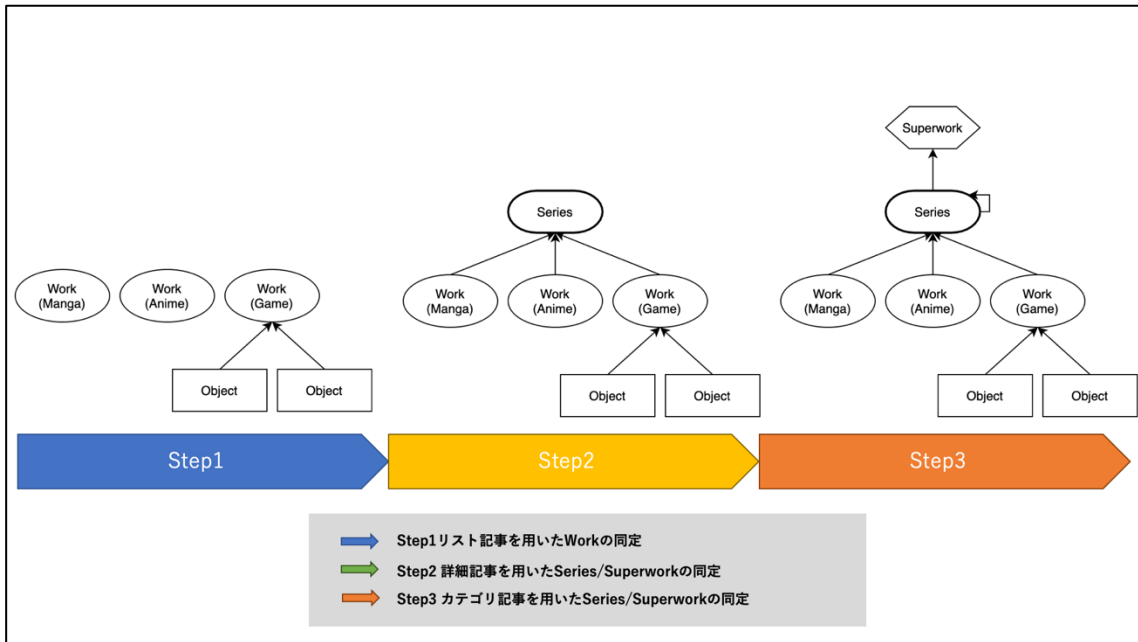 Superwork
Series
Series
Work
(Manga)
Work
(Anime)
Work
(Game)
Work
(Manga)
Work
(Anime)
Work
(Game)
Work
(Manga)
Work
(Anime)
Work
(Game)
Object
Object
Object
Object
Object
Object
Step1
Step2
Step3
Step1リスト記事を用いたWorkの同定
Step2 詳細記事を用いたSeries/Superworkの同定
Step3 カテゴリ記事を用いたSeries/Superworkの同定